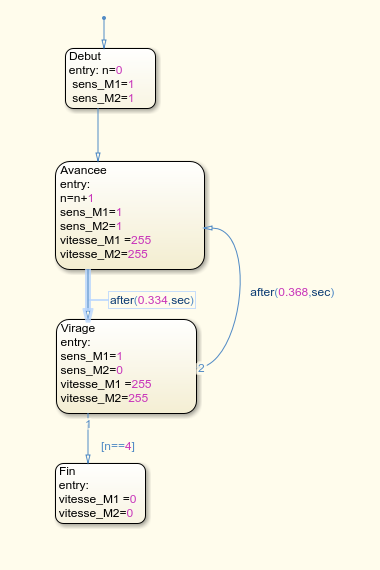 Debut
entry: n=0
sens_M1=1
sens_M2=1
Avancee
entry:
n=n+1
sens_M1=1
sens_M2=1
vitesse_M1 =255
vitesse_M2=255
after(0.334,sec)
after(0.368,sec)
Virage
entry:
sens_M1=1
sens_M2=0
vitesse_M1 =255
vitesse_M2=255
2
1
[n==4]
Fin
entry:
vitesse_M1 =0
vitesse_M2=0